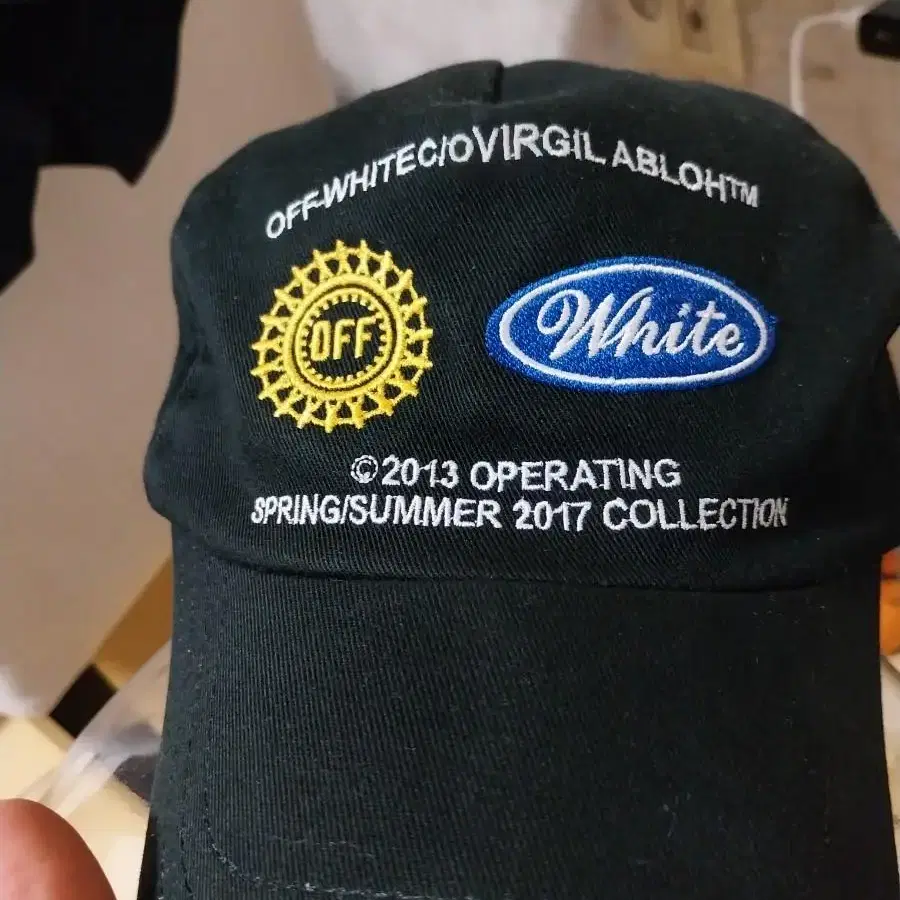 OFF-WHITEC/OVIRGIL ABLOH™
OFF
White
©2013 OPERATING
SPRING/SUMMER 2017 COLLECTION